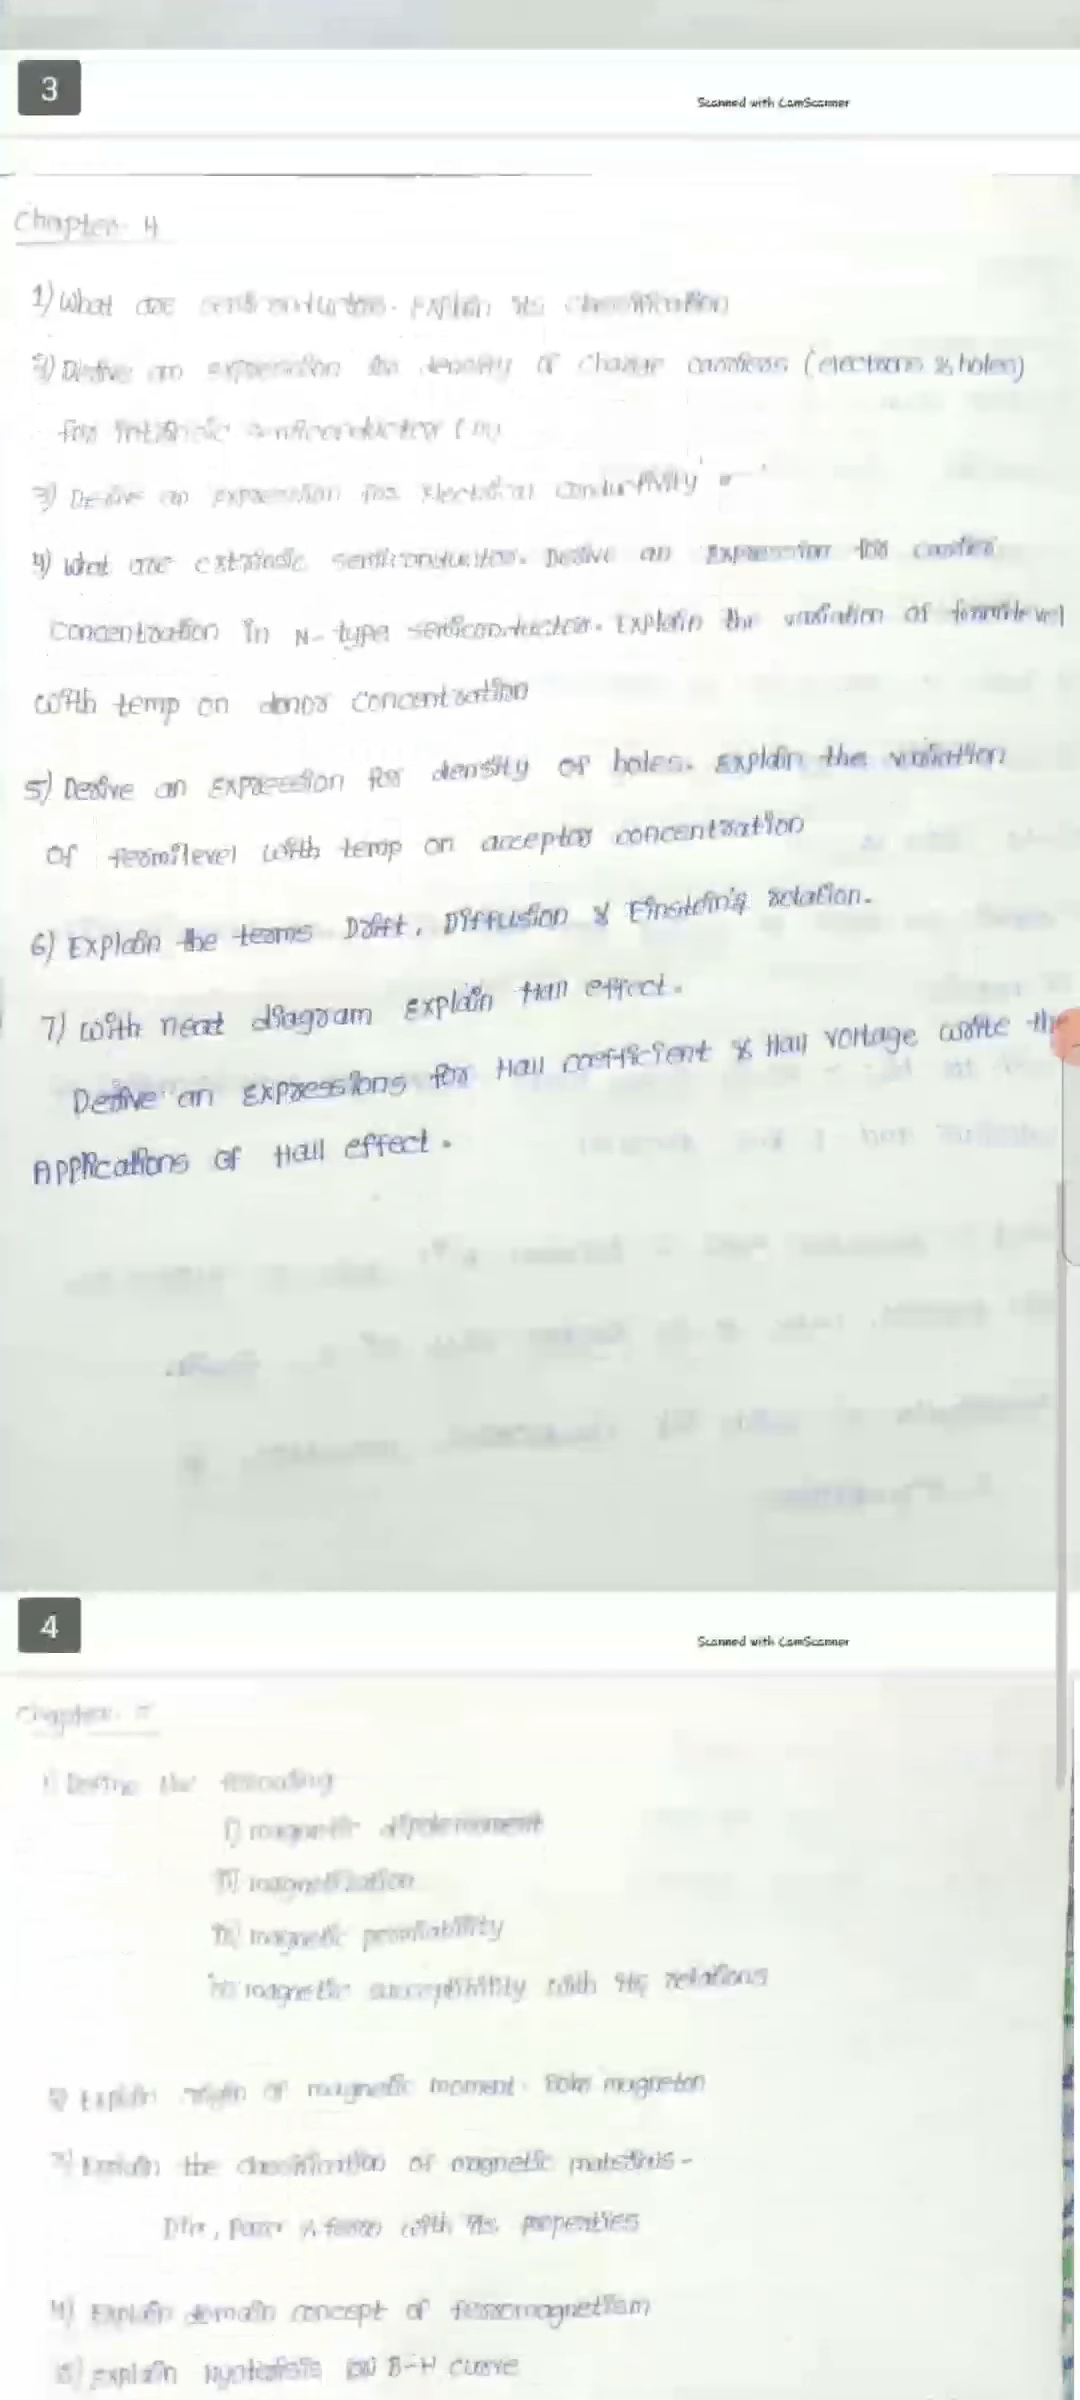 3
Scanned with CamScanner
Chapter- 4
1) What are semiconductors. Explain its classification
2) Derive an expression for density of charge carriers (electrons & holes)
for intrinsic semiconductor
3) Derive an expression for Electrical conductivity
4) What are extrinsic semiconductors. Derive an Expression for carrier
concentration in N- type semiconductor. Explain the variation of fermilevel
with temp on donor concentration
5) Derive an Expression for density of holes. Explain the variation
of fermilevel with temp on acceptor concentration
6) Explain the terms Drift, Diffusion & Einstein's relation.
7) with neat diagram explain Hall effect.
Derive an Expressions for Hall coefficient & Hall voltage write the
Applications of Hall effect.
4
Scanned with CamScanner
Chapter-
1) Define the following
i) magnetic dipole moment
ii) magnetization
iii) magnetic
iv) magnetic susceptibility with its relations
2) Explain origin of magnetic moment. Bohr magneton
3) Explain the classification of magnetic materials -
Dia, para & ferro with its properties
4) Explain domain concept of ferromagnetism
5) Explain B-H curve